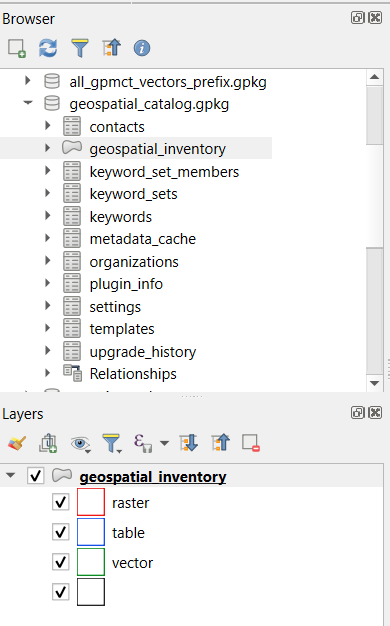 Browser
all_gpmct_vectors_prefix.gpkg
geospatial_catalog.gpkg
contacts
geospatial_inventory
keyword_set_members
keyword_sets
keywords
metadata_cache
organizations
plugin_info
settings
templates
upgrade_history
Relationships
Layers
geospatial_inventory
raster
table
vector